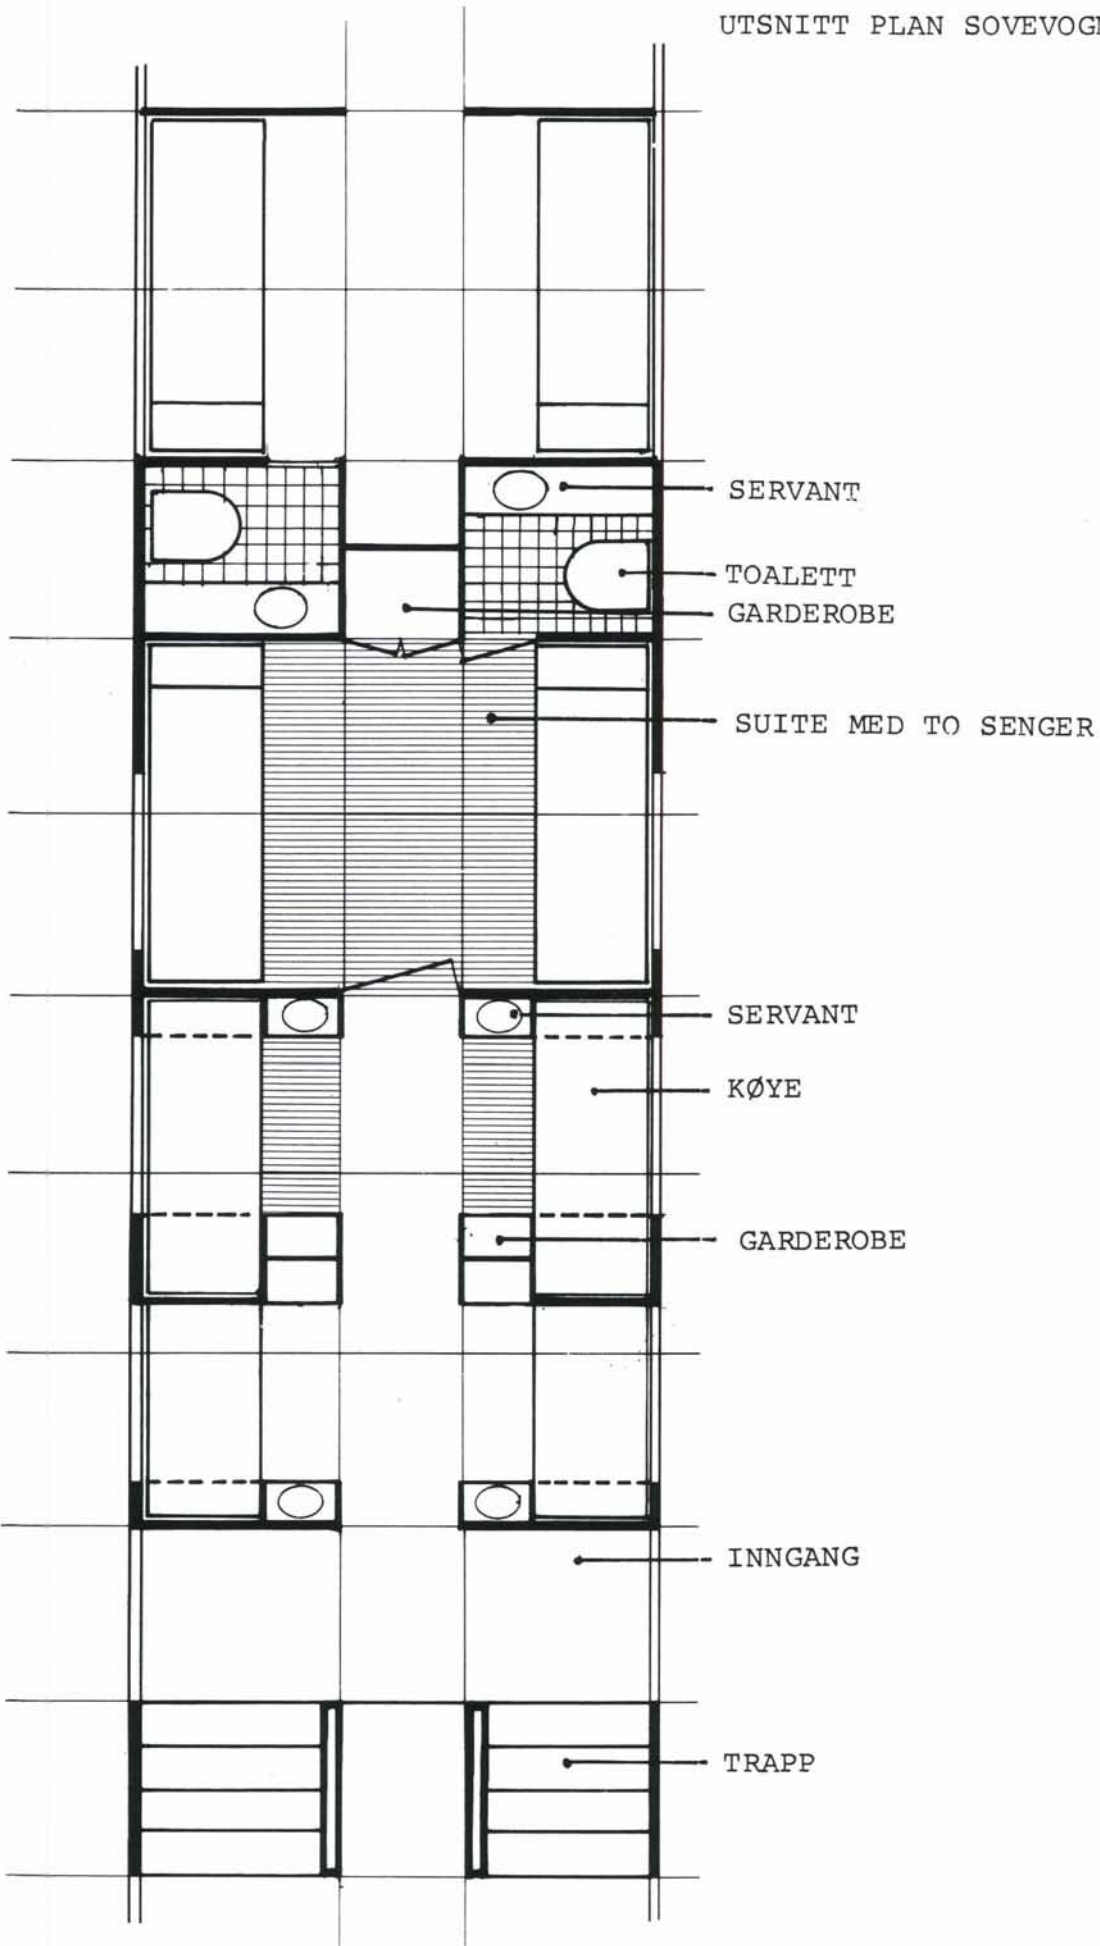 UTSNITT PLAN SOVEVOGN
SERVANT
TOALETT
GARDEROBE
SUITE MED TO SENGER
SERVANT
KØYE
GARDEROBE
INNGANG
TRAPP